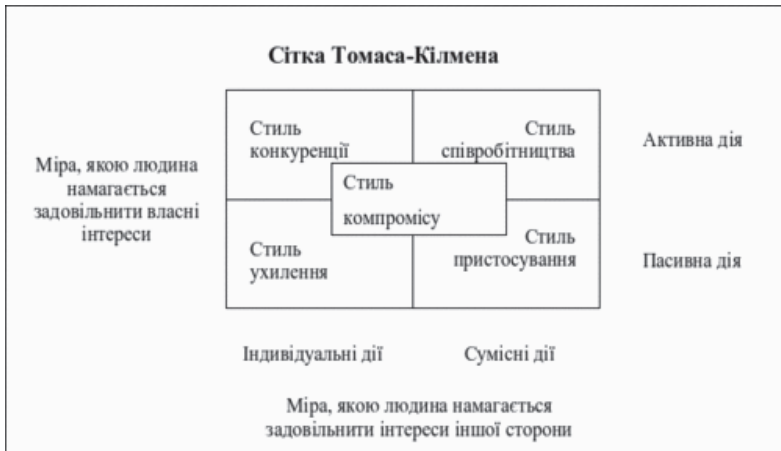 Сітка Томаса-Кілмена
Міра, якою людина
намагається
задовільнити власні
інтереси
Стиль
конкуренції
Стиль
співробітництва
Стиль
компромісу
Стиль
ухилення
Стиль
пристосування
Активна дія
Пасивна дія
Індивідуальні дії
Сумісні дії
Міра, якою людина намагається
задовільнити інтереси іншої сторони